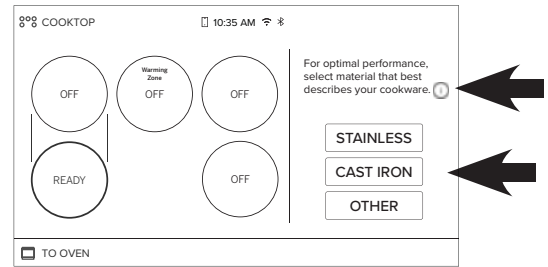 COOKTOP
10:35 AM
OFF
Warming
Zone
OFF
OFF
For optimal performance,
select material that best
describes your cookware.
READY
OFF
STAINLESS
CAST IRON
OTHER
TO OVEN